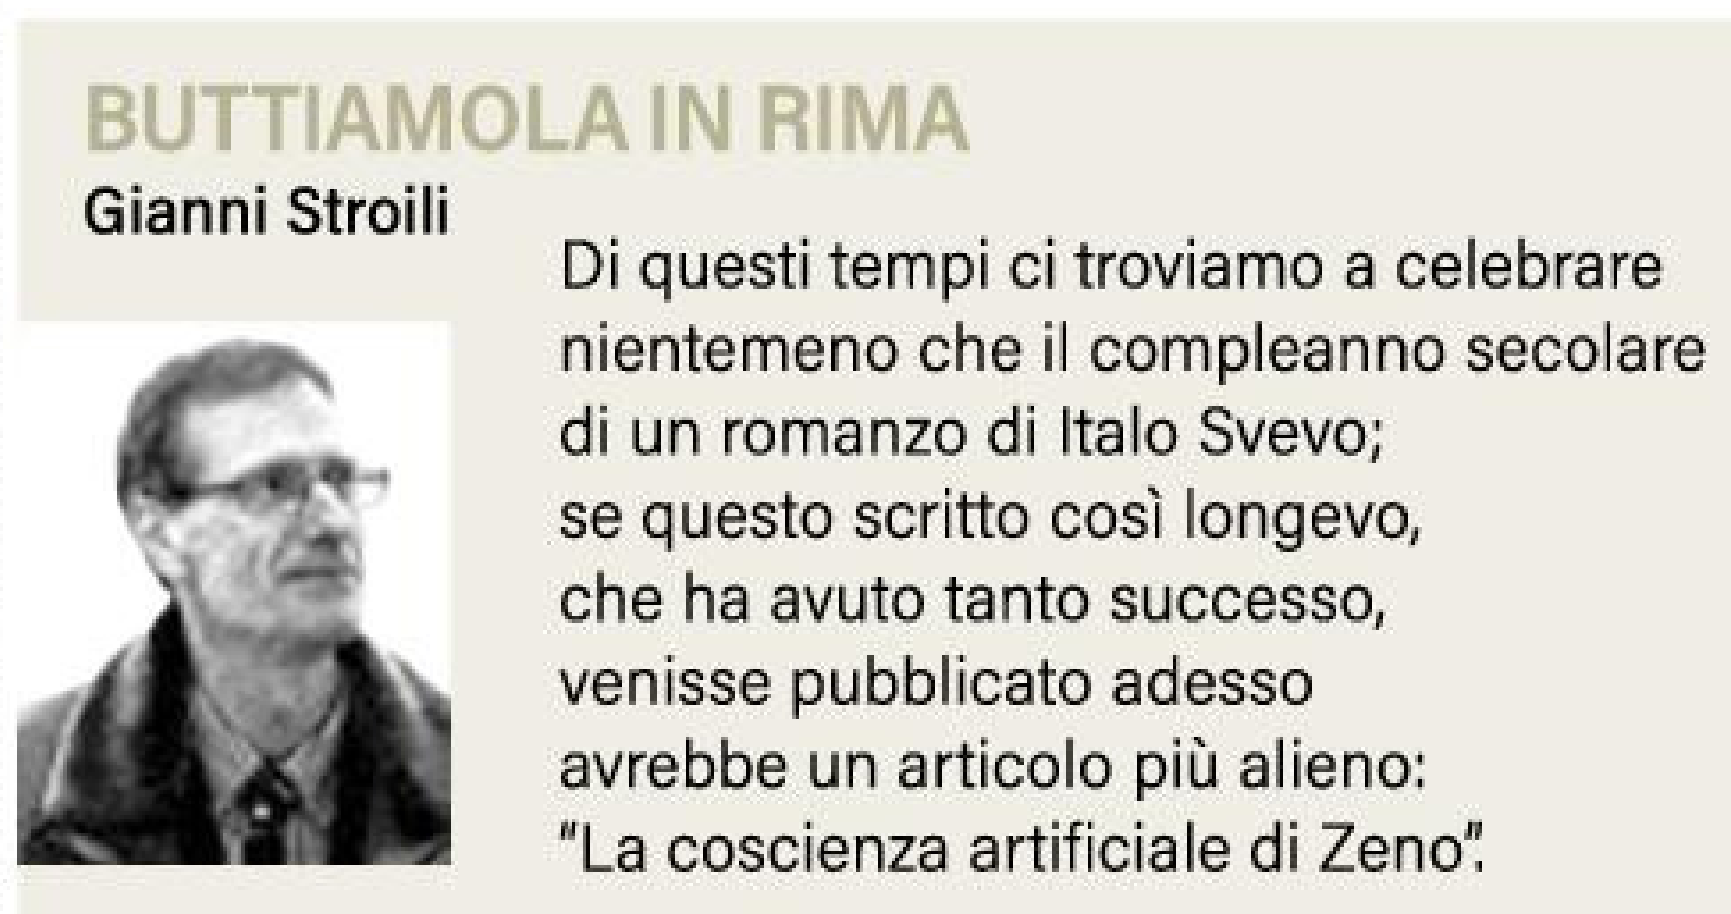 BUTTIAMOLA IN RIMA
Gianni Stroili
Di questi tempi ci troviamo a celebrare
nientemeno che il compleanno secolare
di un romanzo di Italo Svevo;
se questo scritto così longevo,
che ha avuto tanto successo,
venisse pubblicato adesso
avrebbe un articolo più alieno:
“La coscienza artificiale di Zeno”.